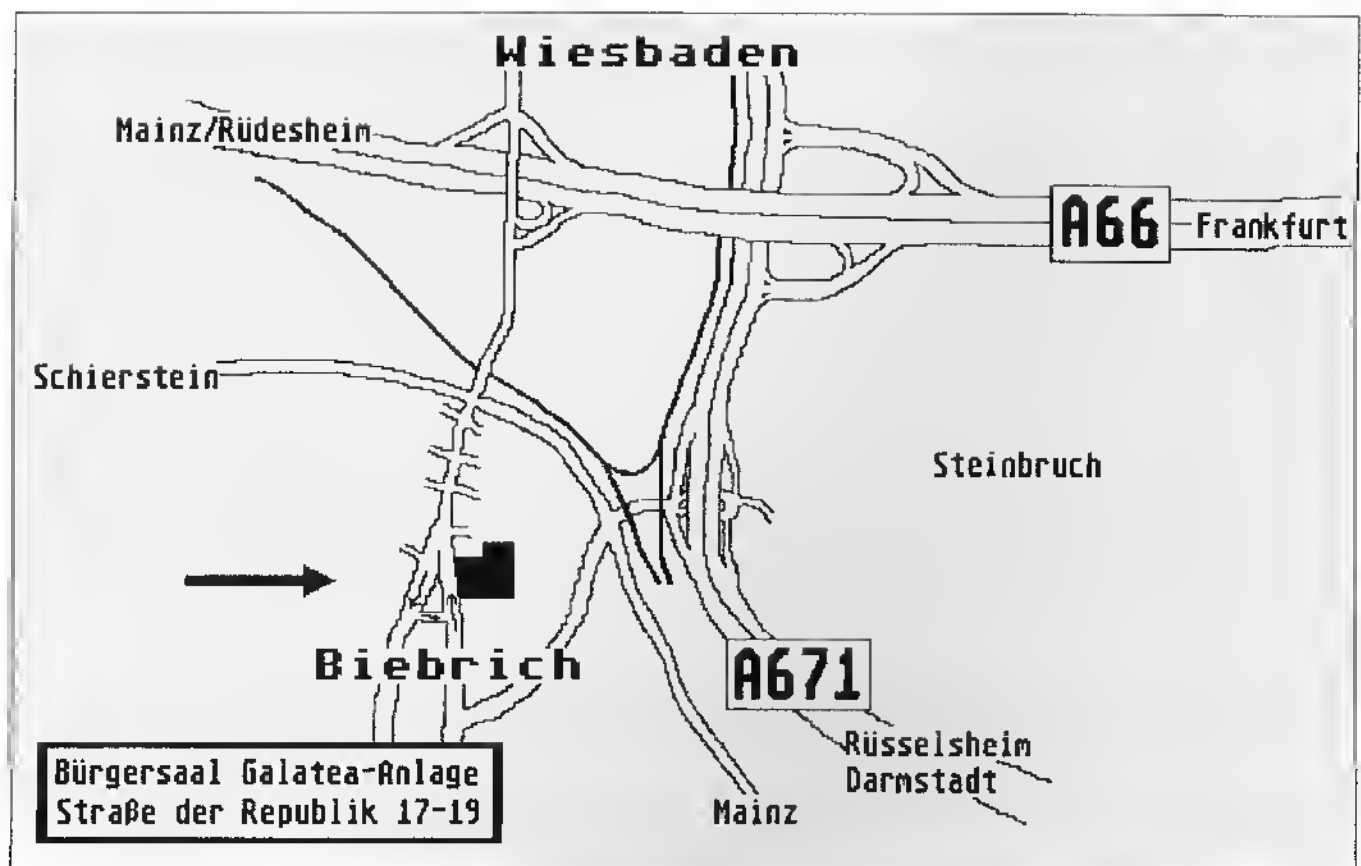 Wiesbaden
Mainz/Rüdesheim
A66
Frankfurt
Schierstein
Steinbruch
Biebrich
A671
Rüsselsheim
Darmstadt
Bürgersaal Galatea-Anlage
Straße der Republik 17-19
Mainz